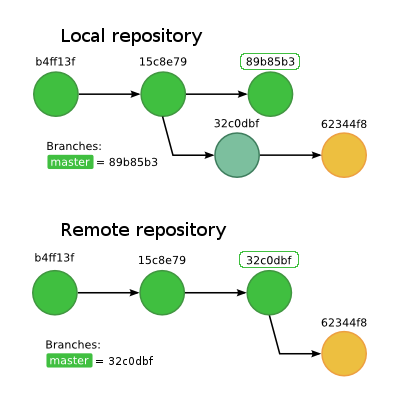 Local repository
b4ff13f 15c8e79 89b85b3
32c0dbf 62344f8
Branches:
master = 89b85b3
Remote repository
b4ff13f 15c8e79 32c0dbf
62344f8
Branches:
master = 32c0dbf